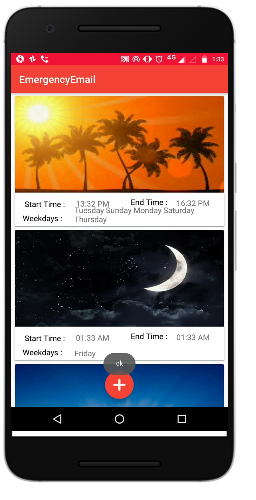 4G 1:33
EmergencyEmail
Start Time : 13:32 PM End Time : 16:32 PM
Weekdays : Tuesday Sunday Monday Saturday
Thursday
Start Time : 01:33 AM End Time : 01:33 AM
Weekdays : Friday
ok